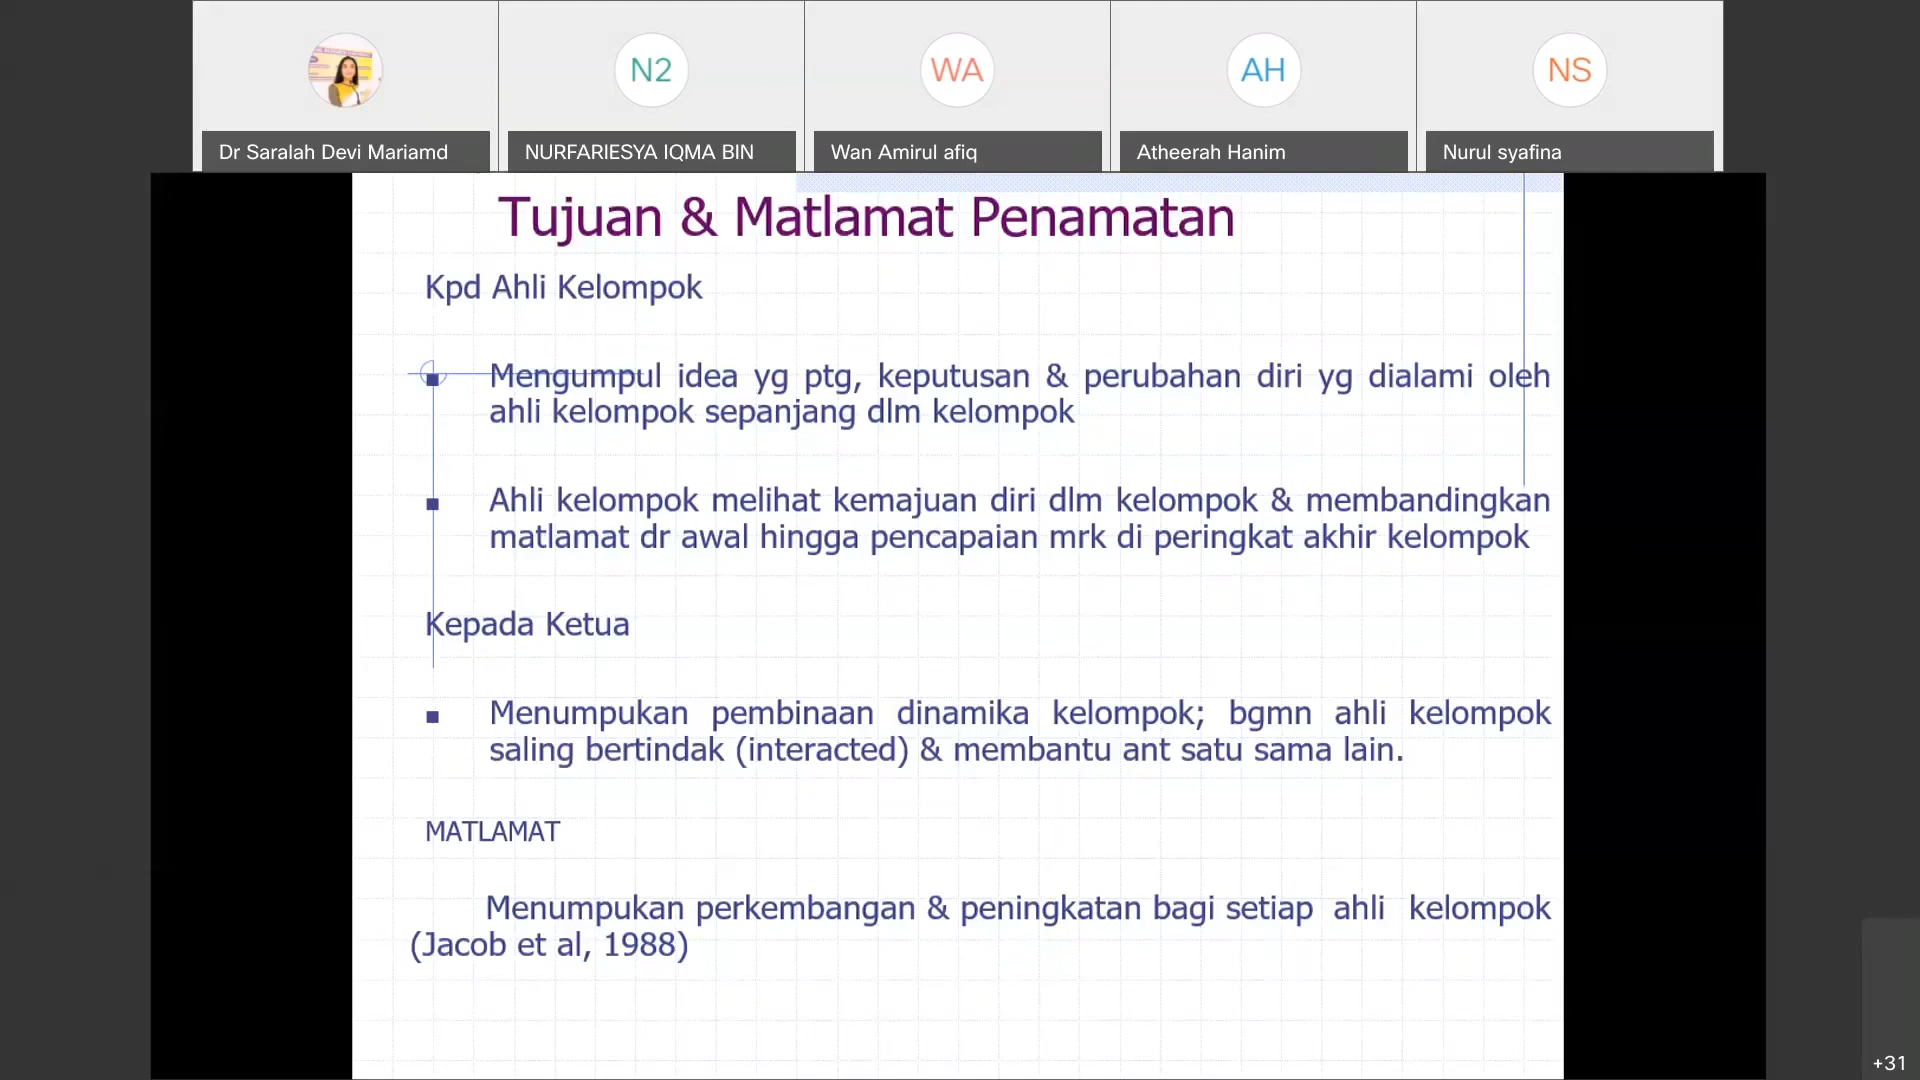 N2
WA
AH
NS
Dr Saralah Devi Mariamd
NURFARIESYA IQMA BIN
Wan Amirul afiq
Atheerah Hanim
Nurul syafina
Tujuan & Matlamat Penamatan
Kpd Ahli Kelompok
Mengumpul idea yg ptg, keputusan & perubahan diri yg dialami oleh
ahli kelompok sepanjang dlm kelompok
Ahli kelompok melihat kemajuan diri dlm kelompok & membandingkan
matlamat dr awal hingga pencapaian mrk di peringkat akhir kelompok
Kepada Ketua
Menumpukan pembinaan dinamika kelompok; bgmn ahli kelompok
saling bertindak (interacted) & membantu ant satu sama lain.
MATLAMAT
Menumpukan perkembangan & peningkatan bagi setiap ahli kelompok
(Jacob et al, 1988)
+31